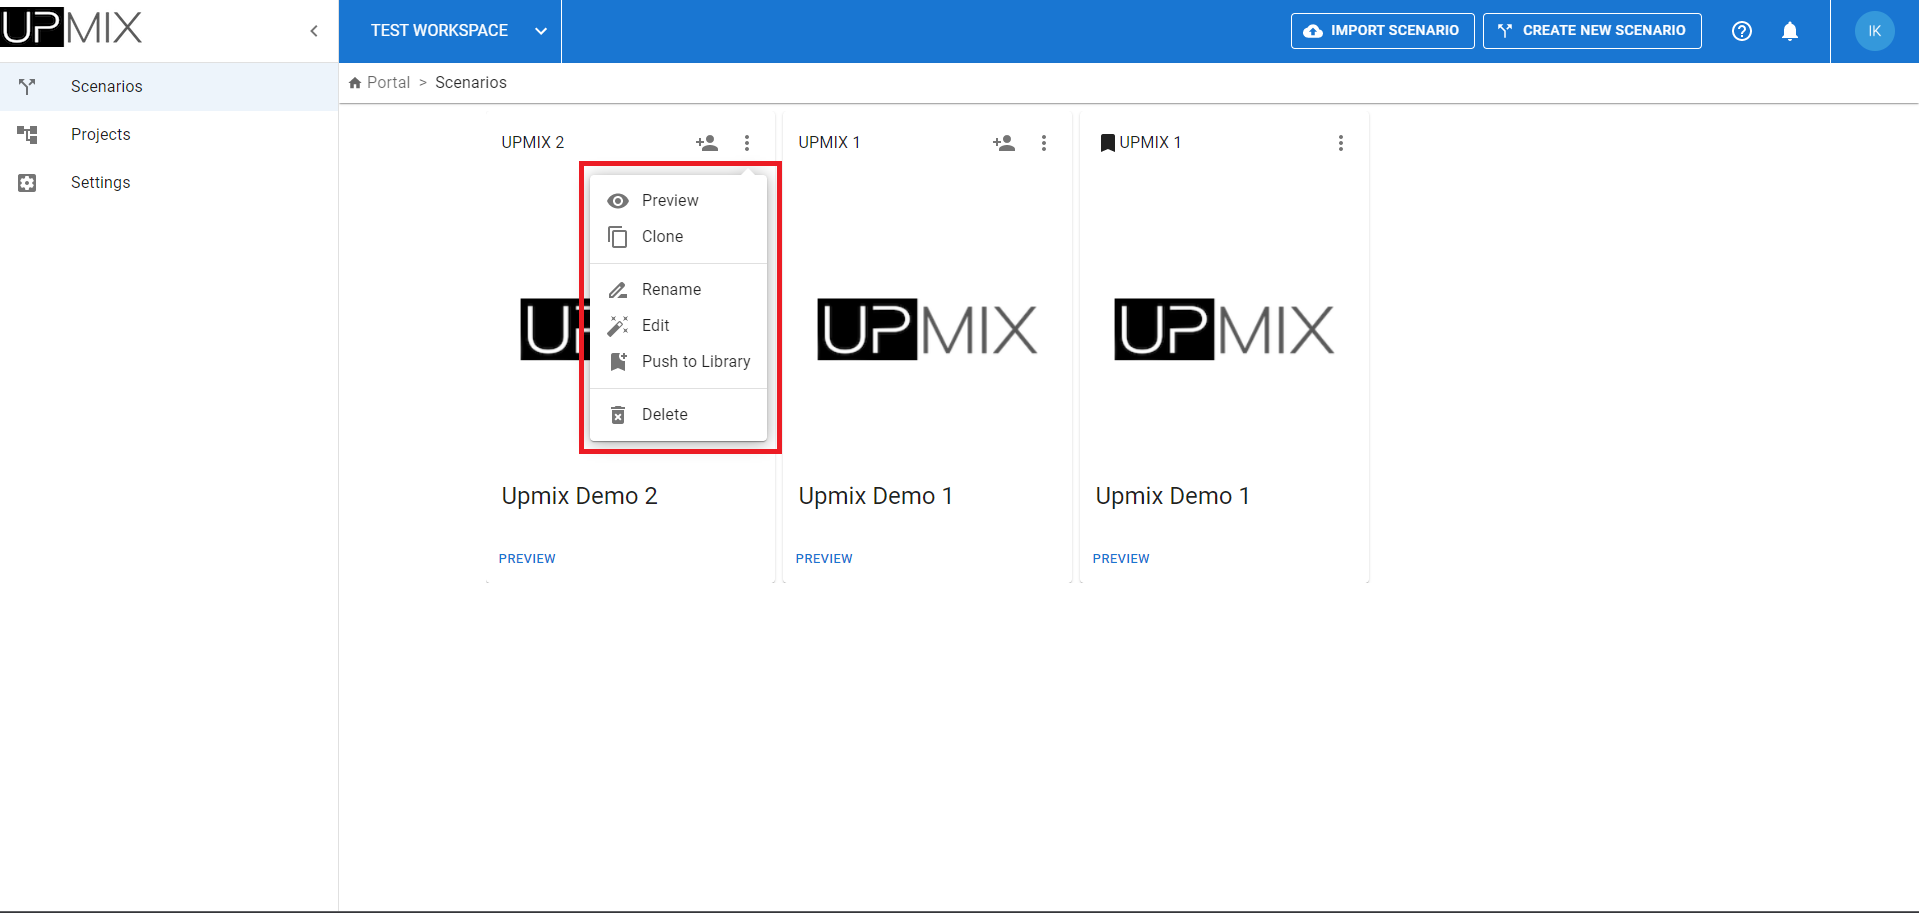 UPMIX
TEST WORKSPACE
IMPORT SCENARIO
CREATE NEW SCENARIO
IK
Scenarios
Projects
Settings
Portal > Scenarios
UPMIX 2
UPMIX 1
UPMIX 1
Preview
Clone
Rename
Edit
Push to Library
Delete
UP
UPMIX
UPMIX
Upmix Demo 2
Upmix Demo 1
Upmix Demo 1
PREVIEW
PREVIEW
PREVIEW